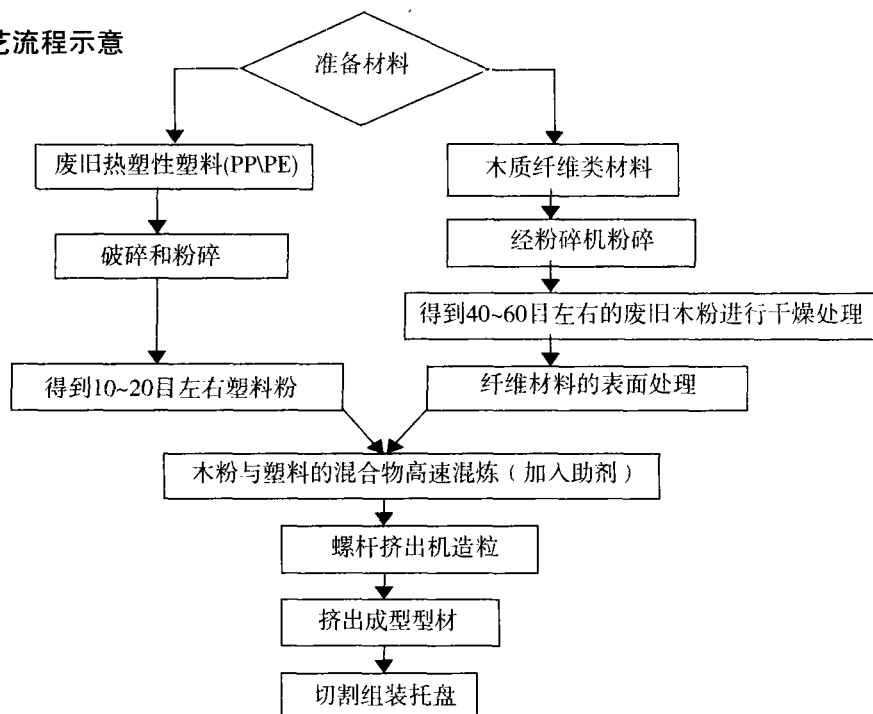 艺流程示意
准备材料
废旧热塑性塑料(PP\PE)
木质纤维类材料
破碎和粉碎
经粉碎机粉碎
得到40~60目左右的废旧木粉进行干燥处理
得到10~20目左右塑料粉
纤维材料的表面处理
木粉与塑料的混合物高速混炼（加入助剂）
螺杆挤出机造粒
挤出成型型材
切割组装托盘